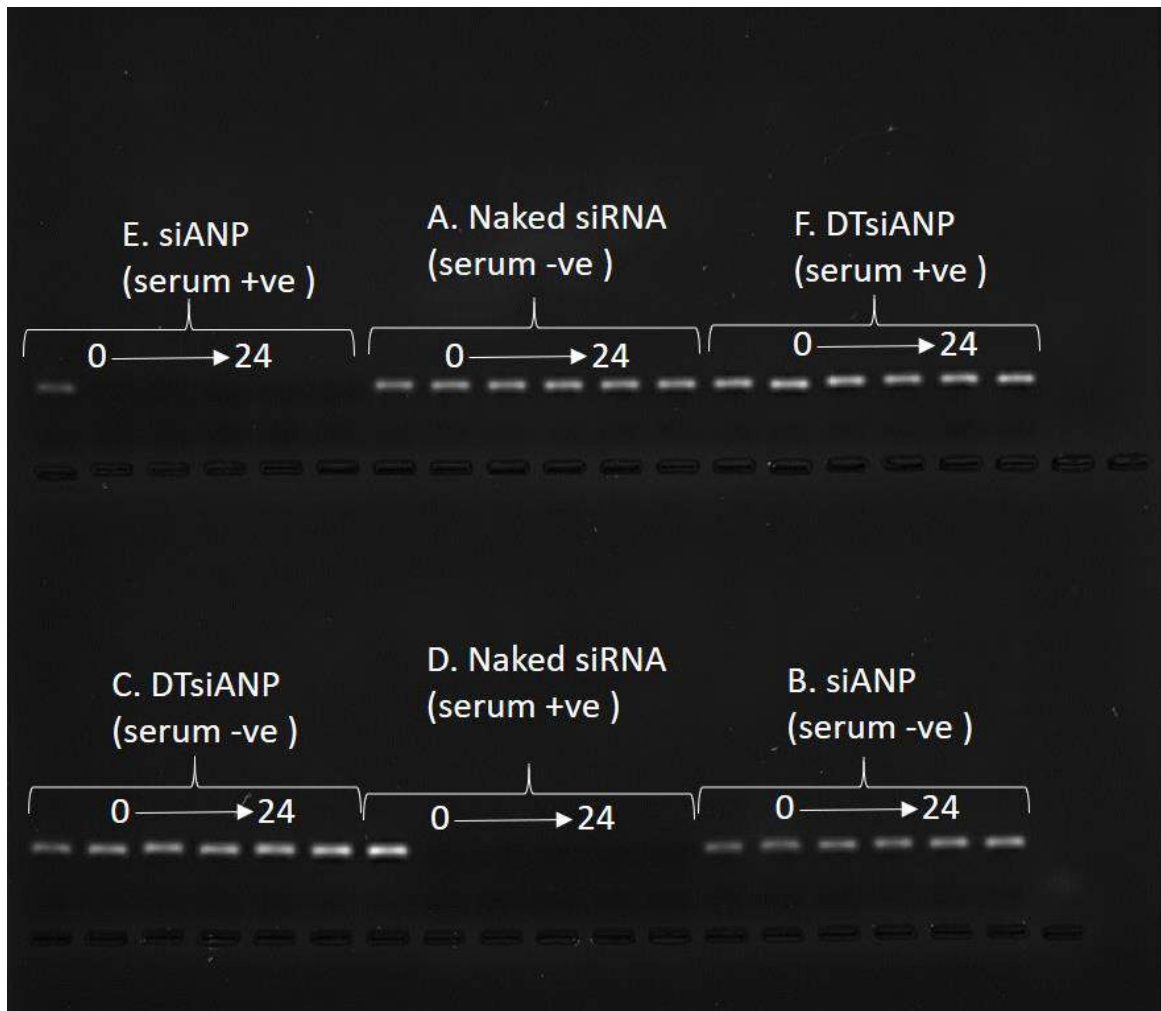 E. siANP
(serum +ve )
0 24
A. Naked siRNA
(serum -ve )
0 24
F. DTsiANP
(serum +ve )
0 24
C. DTsiANP
(serum -ve )
0 24
D. Naked siRNA
(serum +ve )
0 24
B. siANP
(serum -ve )
0 24